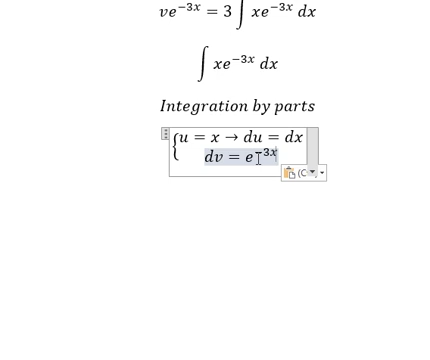 ve⁻³ˣ = 3 ∫ xe⁻³ˣ dx
∫ xe⁻³ˣ dx
Integration by parts
{u = x → du = dx
dv = e⁻³ˣ
(C